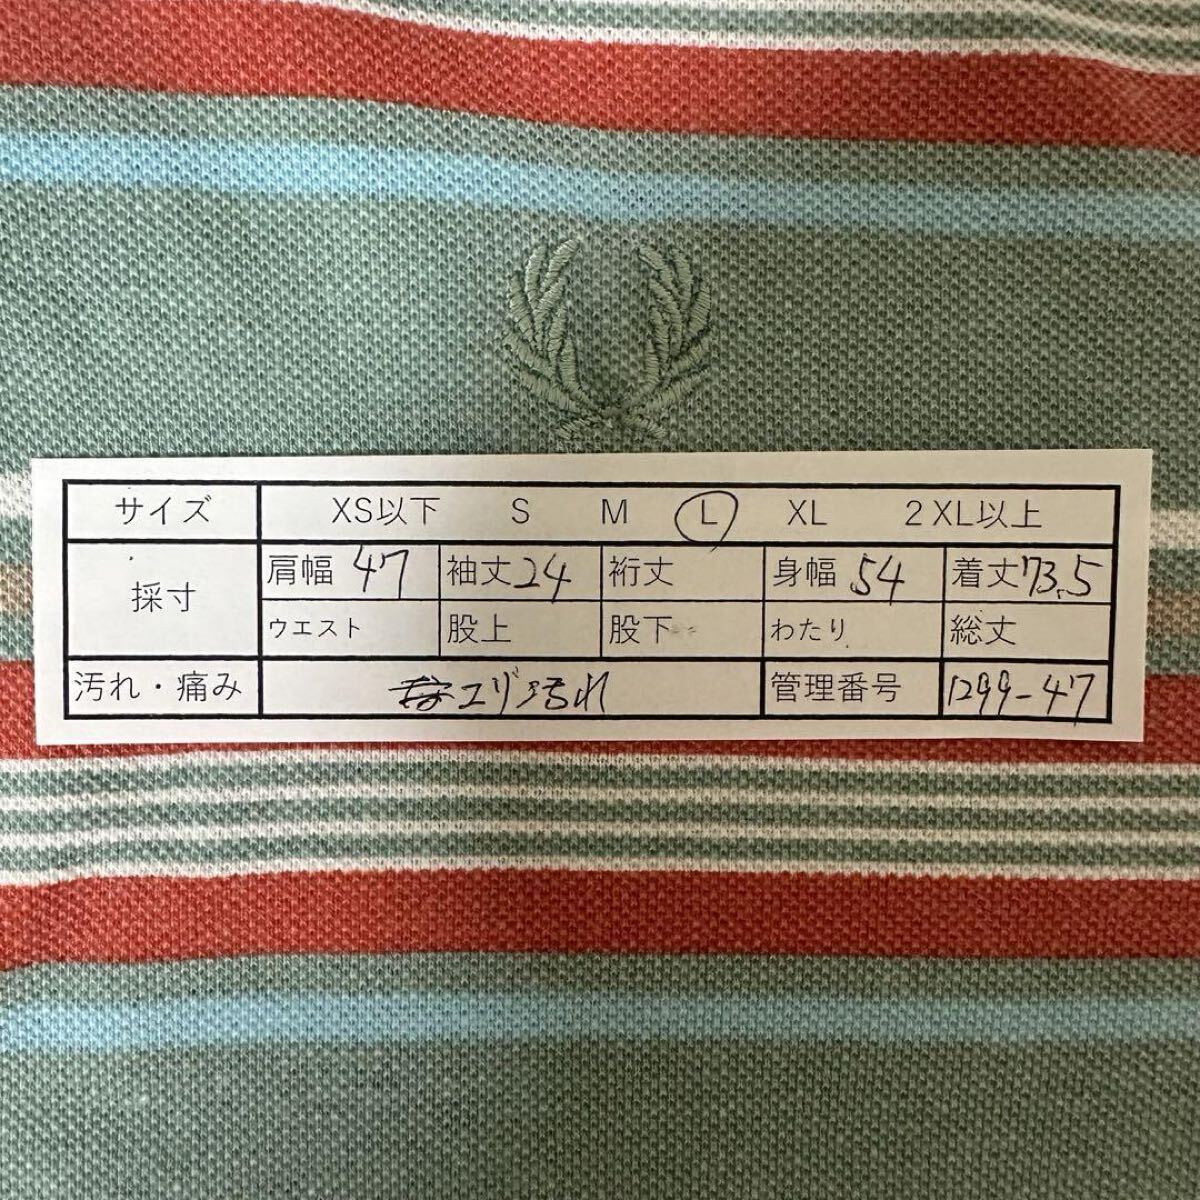 サイズ XS以下 S M L XL 2XL以上
採寸 肩幅 47 袖丈 24 裄丈 身幅 54 着丈 73.5
ウエスト 股上 股下 わたり 総丈
汚れ・痛み エリ汚れ 管理番号 1299-47